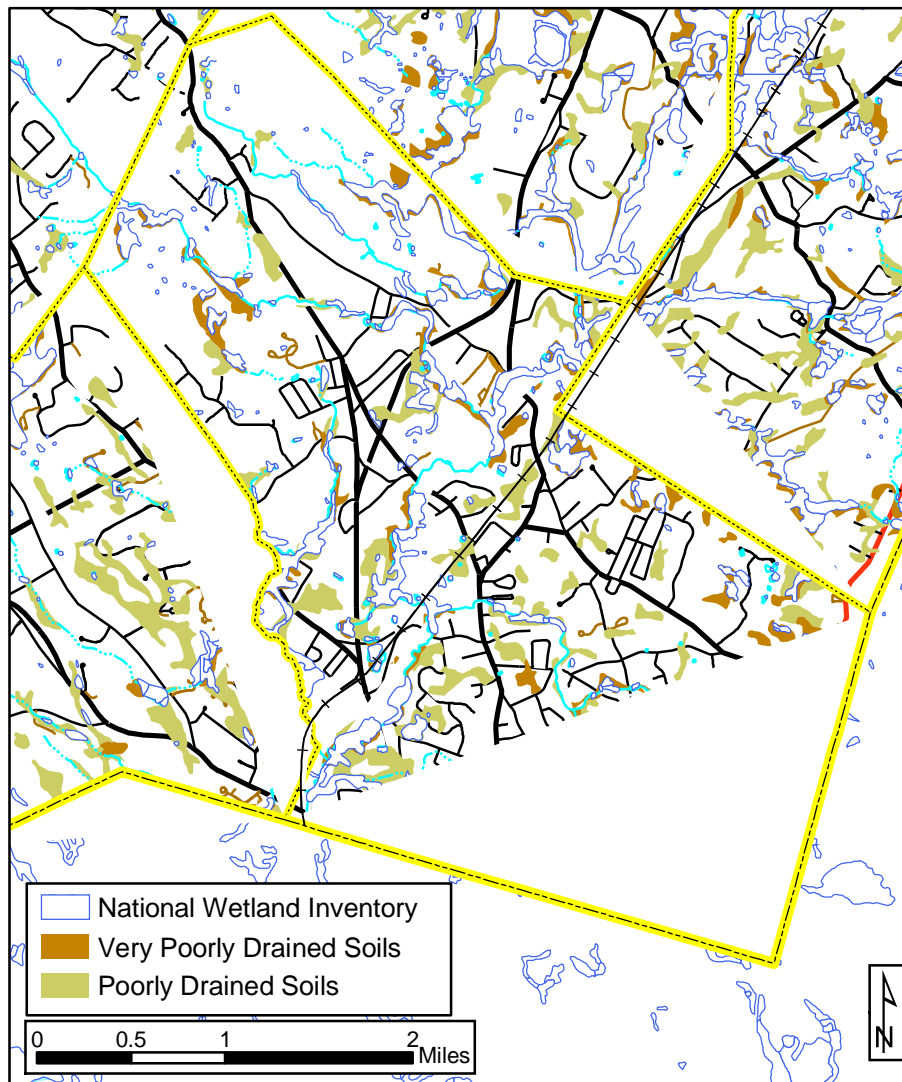 National Wetland Inventory
Very Poorly Drained Soils
Poorly Drained Soils
0 0.5 1 2
Miles
N